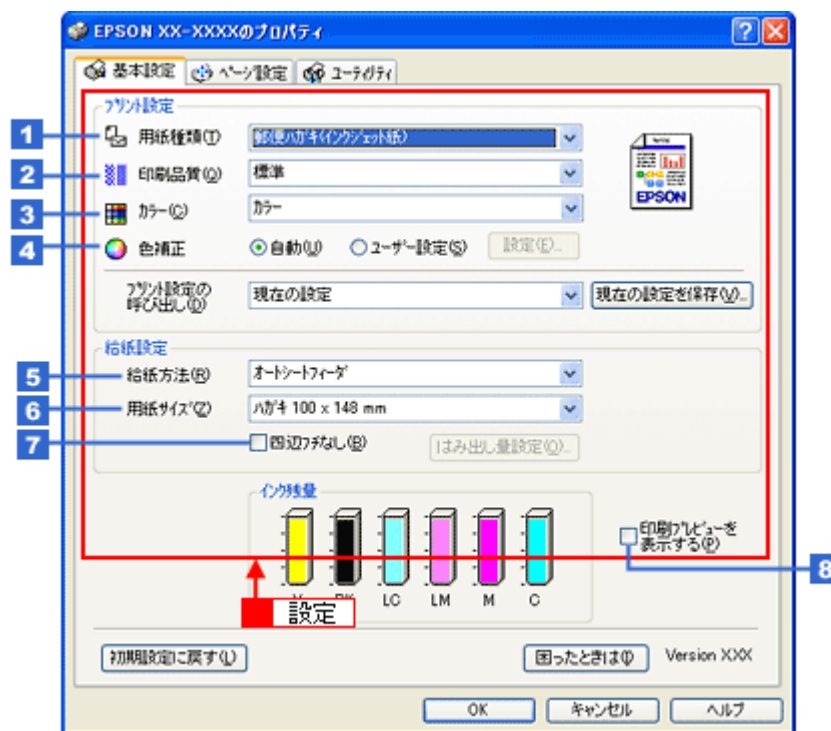 EPSON XX-XXXXのプロパティ
基本設定 ページ設定 ユーティリティ
プリント設定
1 用紙種類(T) 郵便ハガキ(インクジェット紙)
2 印刷品質(Q) 標準
EPSON
3 カラー(C) カラー
4 色補正 自動(U) ユーザー設定(S) 設定(E)...
プリント設定の
呼び出し(D) 現在の設定 現在の設定を保存(V)...
給紙設定
5 給紙方法(R) オートシートフィーダ
6 用紙サイズ(Z) ハガキ 100 x 148 mm
7 四辺フチなし(B) はみ出し量設定(O)...
インク残量
印刷プレビューを
表示する(P)
8
Y BK LC LM M C
設定
初期設定に戻す(L) 困ったときは(I) Version XXX
OK キャンセル ヘルプ